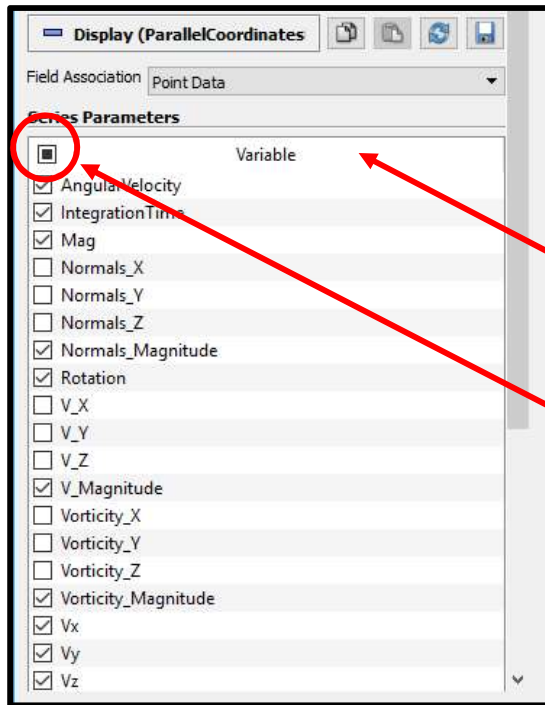 Display (ParallelCoordinates
Field Association Point Data
Series Parameters
Variable
AngularVelocity
IntegrationTime
Mag
Normals_X
Normals_Y
Normals_Z
Normals_Magnitude
Rotation
V_X
V_Y
V_Z
V_Magnitude
Vorticity_X
Vorticity_Y
Vorticity_Z
Vorticity_Magnitude
Vx
Vy
Vz